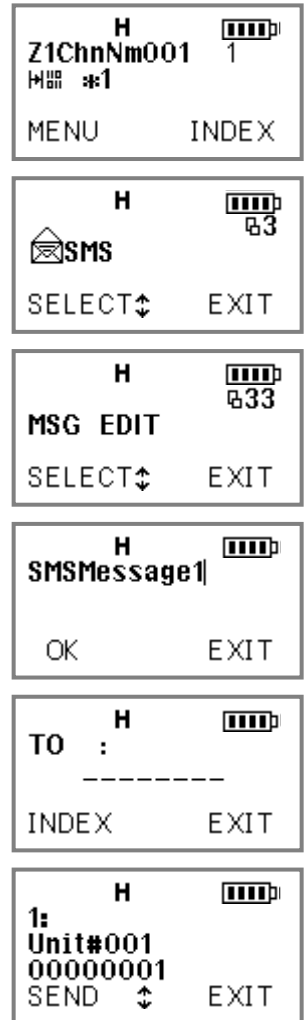 H
Z1ChnNm001 1
*1
MENU INDEX
H
3
SMS
SELECT EXIT
H
33
MSG EDIT
SELECT EXIT
H
SMSMessage1
OK EXIT
H
TO :
_ _ _ _ _ _ _ _
INDEX EXIT
H
1:
Unit#001
00000001
SEND EXIT